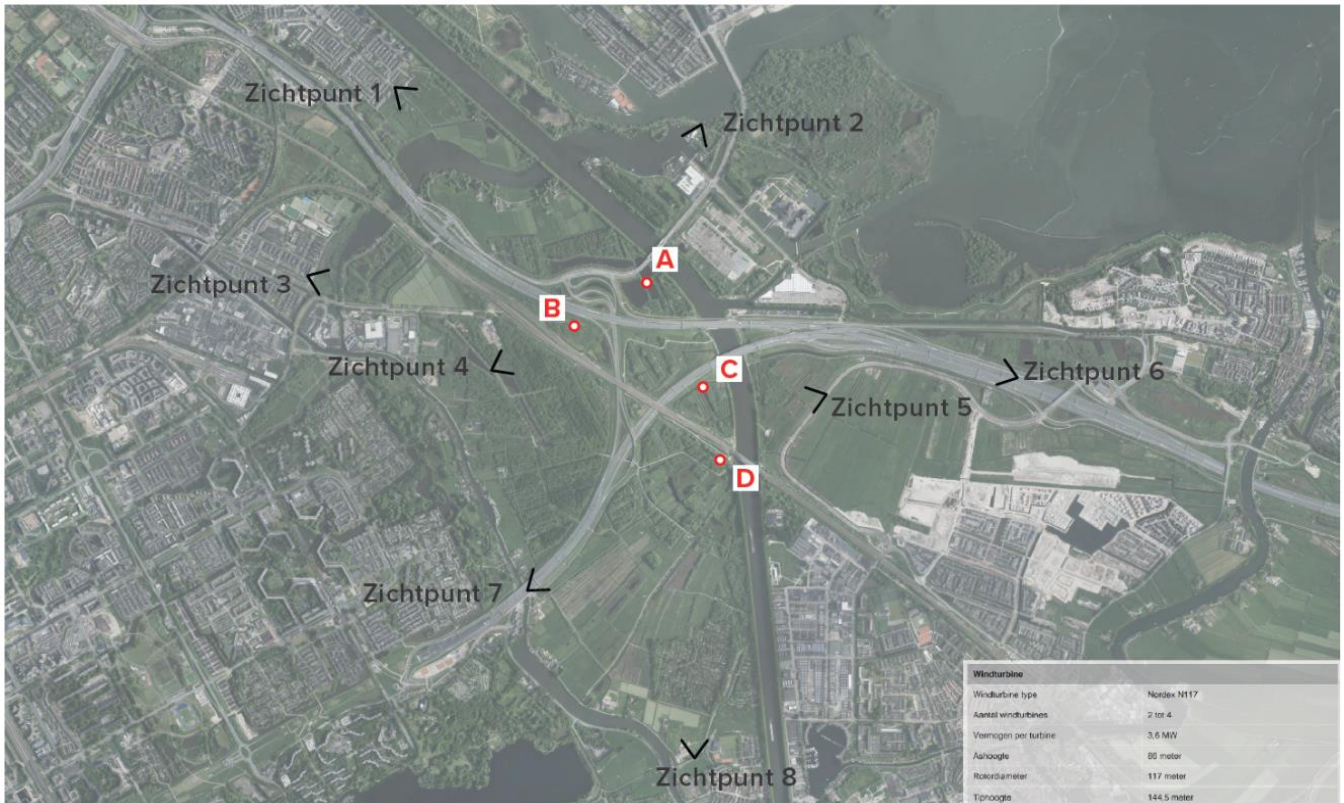 Zichtpunt 1
Zichtpunt 2
A
Zichtpunt 3
B
Zichtpunt 4
C
Zichtpunt 6
Zichtpunt 5
D
Zichtpunt 7
Zichtpunt 8
Windturbine
Windturbine type Nordex N117
Aantal windturbines 2 tot 4
Vermogen per turbine 3,6 MW
Ashoogte 86 meter
Rotordiameter 117 meter
Tiphoogte 144.5 meter